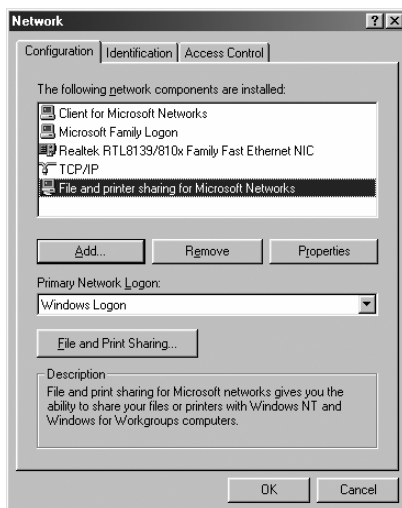 Network
Configuration Identification Access Control
The following network components are installed:
Client for Microsoft Networks
Microsoft Family Logon
Realtek RTL8139/810x Family Fast Ethernet NIC
TCP/IP
File and printer sharing for Microsoft Networks
Add... Remove Properties
Primary Network Logon:
Windows Logon
File and Print Sharing...
Description
File and print sharing for Microsoft networks gives you the
ability to share your files or printers with Windows NT and
Windows for Workgroups computers.
OK Cancel